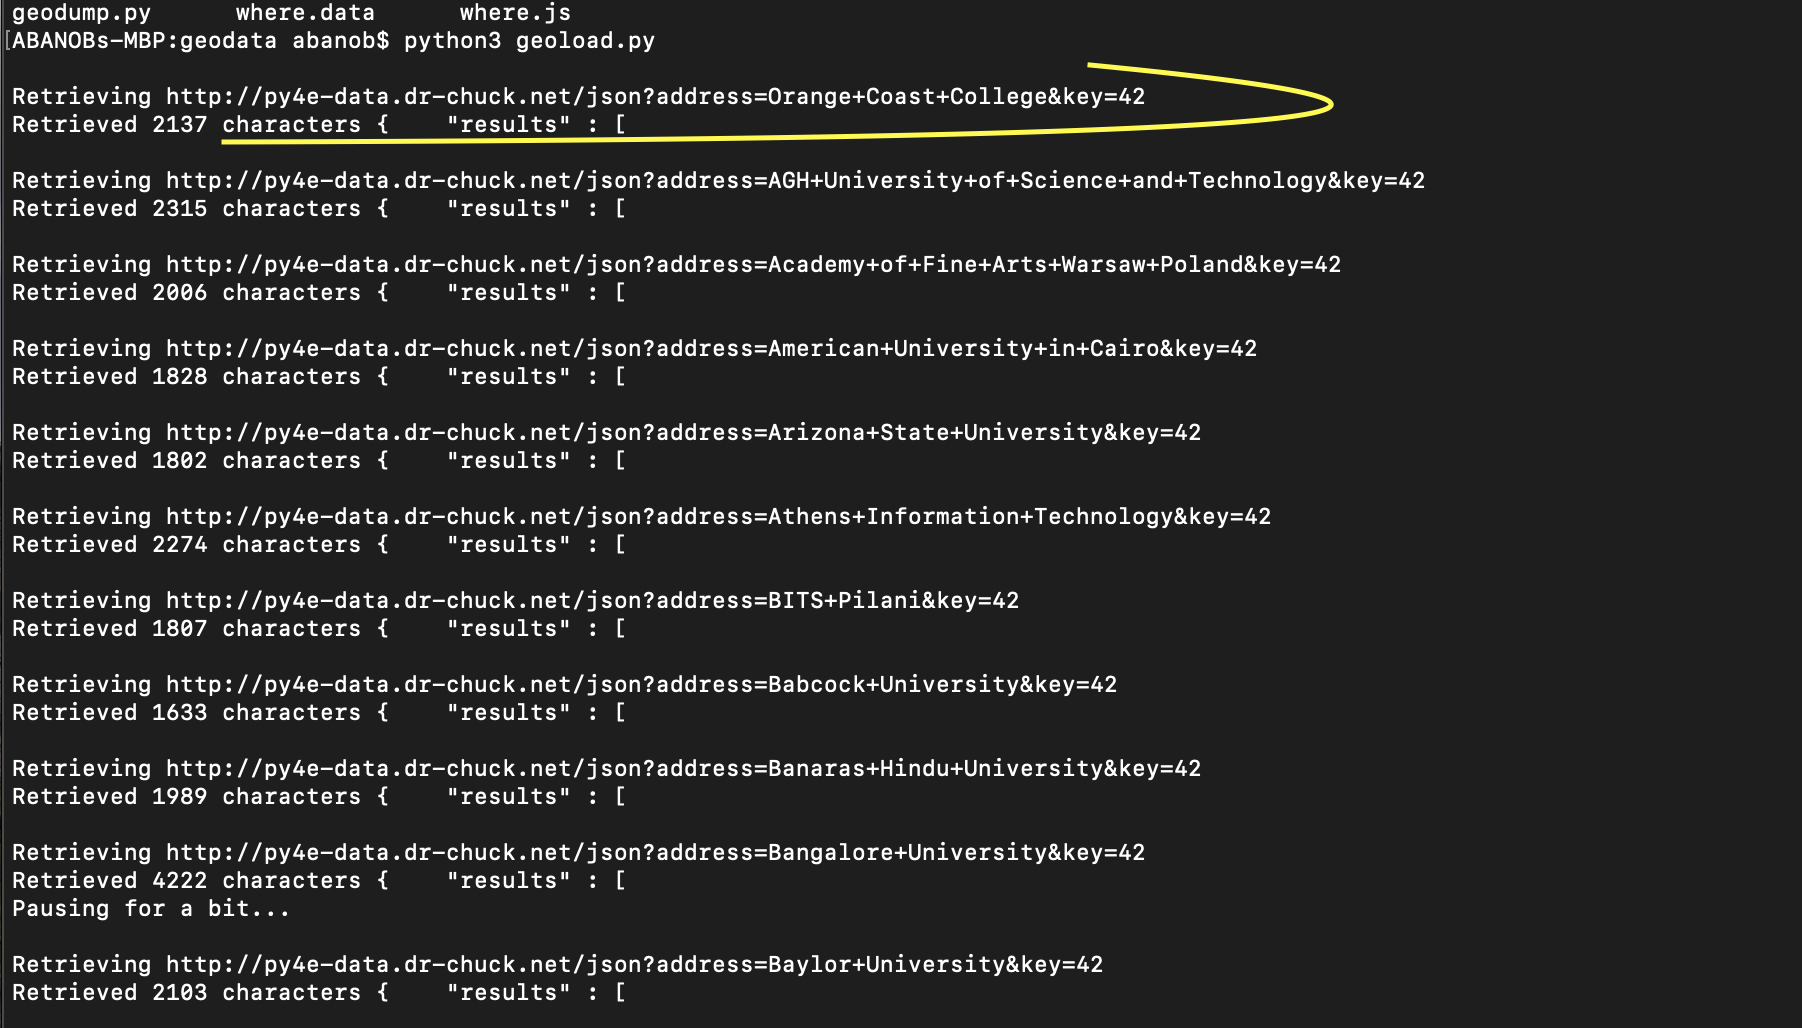 geodump.py      where.data      where.js
[ABANOBs-MBP:geodata abanob$ python3 geoload.py
Retrieving http://py4e-data.dr-chuck.net/json?address=Orange+Coast+College&key=42
Retrieved 2137 characters {    "results" : [
Retrieving http://py4e-data.dr-chuck.net/json?address=AGH+University+of+Science+and+Technology&key=42
Retrieved 2315 characters {    "results" : [
Retrieving http://py4e-data.dr-chuck.net/json?address=Academy+of+Fine+Arts+Warsaw+Poland&key=42
Retrieved 2006 characters {    "results" : [
Retrieving http://py4e-data.dr-chuck.net/json?address=American+University+in+Cairo&key=42
Retrieved 1828 characters {    "results" : [
Retrieving http://py4e-data.dr-chuck.net/json?address=Arizona+State+University&key=42
Retrieved 1802 characters {    "results" : [
Retrieving http://py4e-data.dr-chuck.net/json?address=Athens+Information+Technology&key=42
Retrieved 2274 characters {    "results" : [
Retrieving http://py4e-data.dr-chuck.net/json?address=BITS+Pilani&key=42
Retrieved 1807 characters {    "results" : [
Retrieving http://py4e-data.dr-chuck.net/json?address=Babcock+University&key=42
Retrieved 1633 characters {    "results" : [
Retrieving http://py4e-data.dr-chuck.net/json?address=Banaras+Hindu+University&key=42
Retrieved 1989 characters {    "results" : [
Retrieving http://py4e-data.dr-chuck.net/json?address=Bangalore+University&key=42
Retrieved 4222 characters {    "results" : [
Pausing for a bit...
Retrieving http://py4e-data.dr-chuck.net/json?address=Baylor+University&key=42
Retrieved 2103 characters {    "results" : [